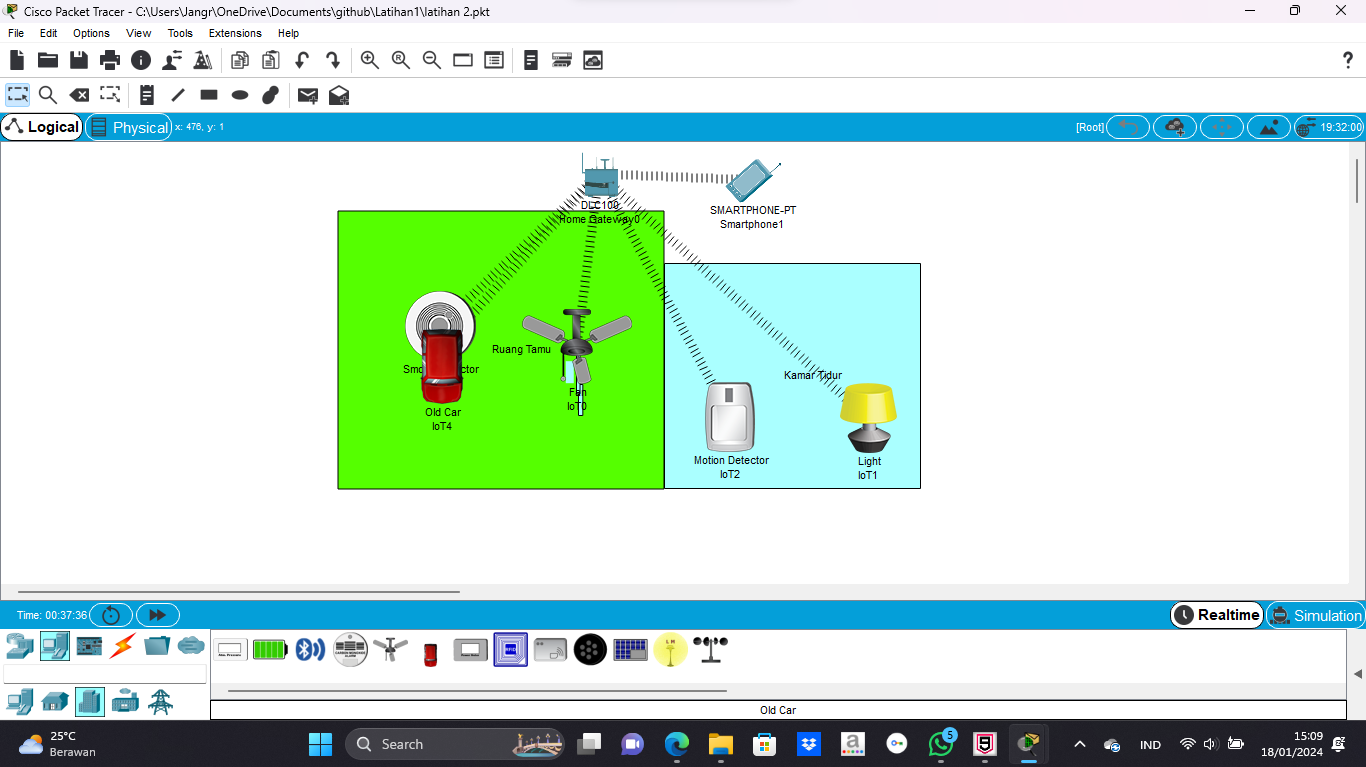 Cisco Packet Tracer - C:\Users\Jangr\OneDrive\Documents\github\Latihan1\latihan 2.pkt
File Edit Options View Tools Extensions Help
Logical Physical x: 476, y: 1 [Root] 19:32:00
DLC100
Home Gateway0
SMARTPHONE-PT
Smartphone1
Ruang Tamu
Kamar Tidur
Fan
IoT0
Old Car
IoT4
Motion Detector
IoT2
Light
IoT1
Time: 00:37:36 Realtime Simulation
Old Car
25°C
Berawan
Search
5
IND
15:09
18/01/2024